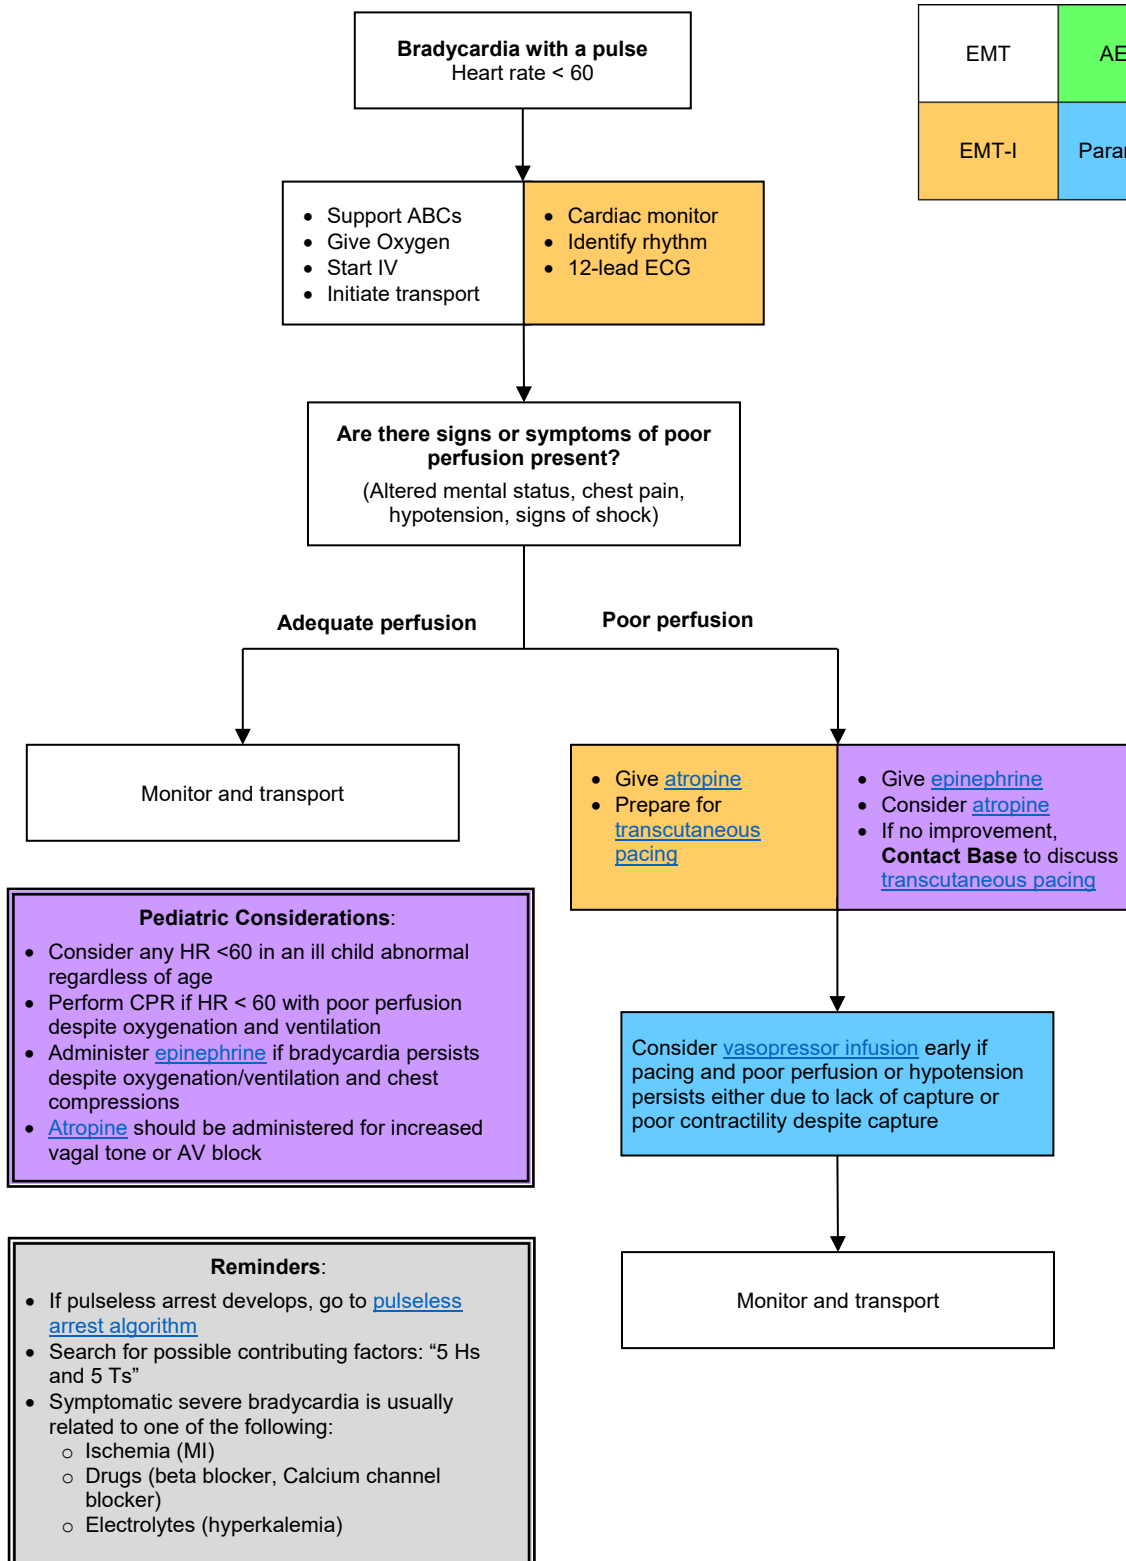 Bradycardia with a pulse
Heart rate < 60
EMT
AE
EMT-I
Para
• Support ABCs
• Give Oxygen
• Start IV
• Initiate transport
• Cardiac monitor
• Identify rhythm
• 12-lead ECG
Are there signs or symptoms of poor
perfusion present?
(Altered mental status, chest pain,
hypotension, signs of shock)
Adequate perfusion
Poor perfusion
Monitor and transport
• Give atropine
• Prepare for
transcutaneous
pacing
• Give epinephrine
• Consider atropine
• If no improvement,
Contact Base to discuss
transcutaneous pacing
Pediatric Considerations:
• Consider any HR <60 in an ill child abnormal
regardless of age
• Perform CPR if HR < 60 with poor perfusion
despite oxygenation and ventilation
• Administer epinephrine if bradycardia persists
despite oxygenation/ventilation and chest
compressions
• Atropine should be administered for increased
vagal tone or AV block
Consider vasopressor infusion early if
pacing and poor perfusion or hypotension
persists either due to lack of capture or
poor contractility despite capture
Monitor and transport
Reminders:
• If pulseless arrest develops, go to pulseless
arrest algorithm
• Search for possible contributing factors: “5 Hs
and 5 Ts”
• Symptomatic severe bradycardia is usually
related to one of the following:
o Ischemia (MI)
o Drugs (beta blocker, Calcium channel
blocker)
o Electrolytes (hyperkalemia)